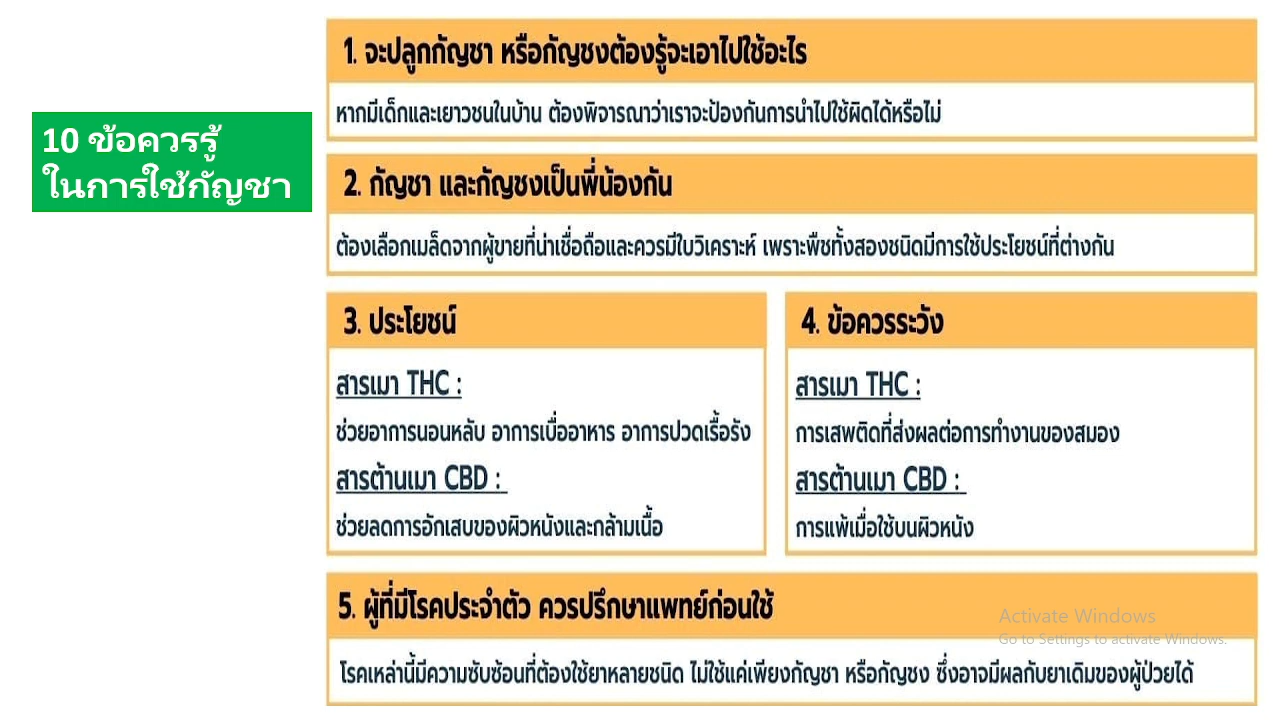 10 ข้อควรรู้
ในการใช้กัญชา
1. จะปลูกกัญชา หรือกัญชงต้องรู้จะเอาไปใช้อะไร
หากมีเด็กและเยาวชนในบ้าน ต้องพิจารณาว่าเราจะป้องกันการนำไปใช้ผิดได้หรือไม่
2. กัญชา และกัญชงเป็นพี่น้องกัน
ต้องเลือกเมล็ดจากผู้ขายที่น่าเชื่อถือและควรมีใบวิเคราะห์ เพราะพืชทั้งสองชนิดมีการใช้ประโยชน์ที่ต่างกัน
3. ประโยชน์
สารเมา THC :
ช่วยอาการนอนหลับ อาการเบื่ออาหาร อาการปวดเรื้อรัง
สารต้านเมา CBD :
ช่วยลดการอักเสบของผิวหนังและกล้ามเนื้อ
4. ข้อควรระวัง
สารเมา THC :
การเสพติดที่ส่งผลต่อการทำงานของสมอง
สารต้านเมา CBD :
การแพ้เมื่อใช้บนผิวหนัง
5. ผู้ที่มีโรคประจำตัว ควรปรึกษาแพทย์ก่อนใช้
โรคเหล่านี้มีความซับซ้อนที่ต้องใช้ยาหลายชนิด ไม่ใช้แค่เพียงกัญชา หรือกัญชง ซึ่งอาจมีผลกับยาเดิมของผู้ป่วยได้
Activate Windows
Go to Settings to activate Windows.